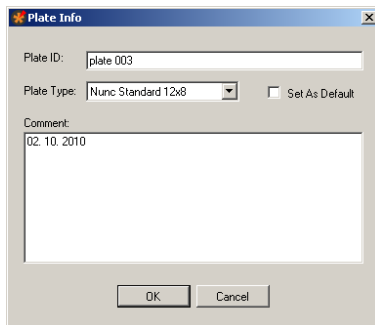 Plate Info
Plate ID: plate 003
Plate Type: Nunc Standard 12x8 Set As Default
Comment:
02. 10. 2010
OK Cancel